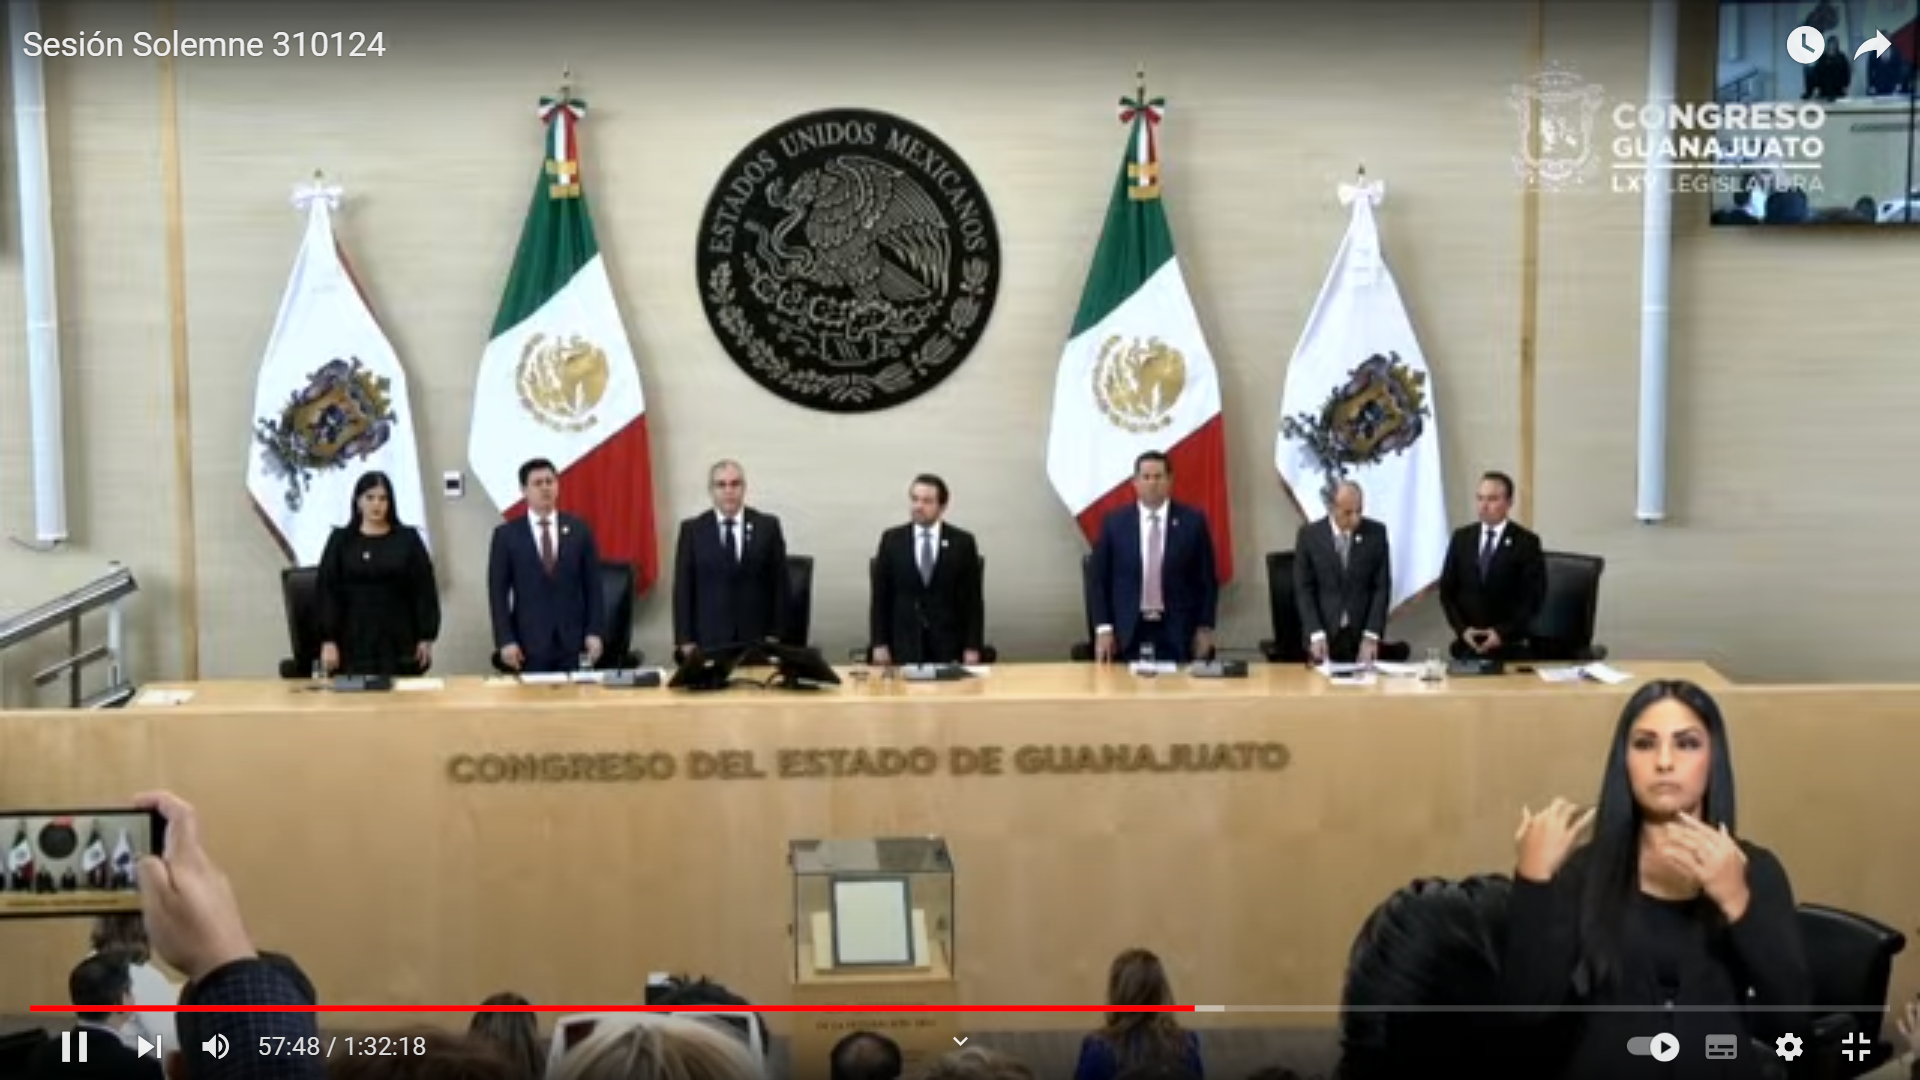 Sesión Solemne 310124
ESTADOS UNIDOS MEXICANOS
CONGRESO
GUANAJUATO
LXV LEGISLATURA
CONGRESO DEL ESTADO DE GUANAJUATO
57:48 / 1:32:18